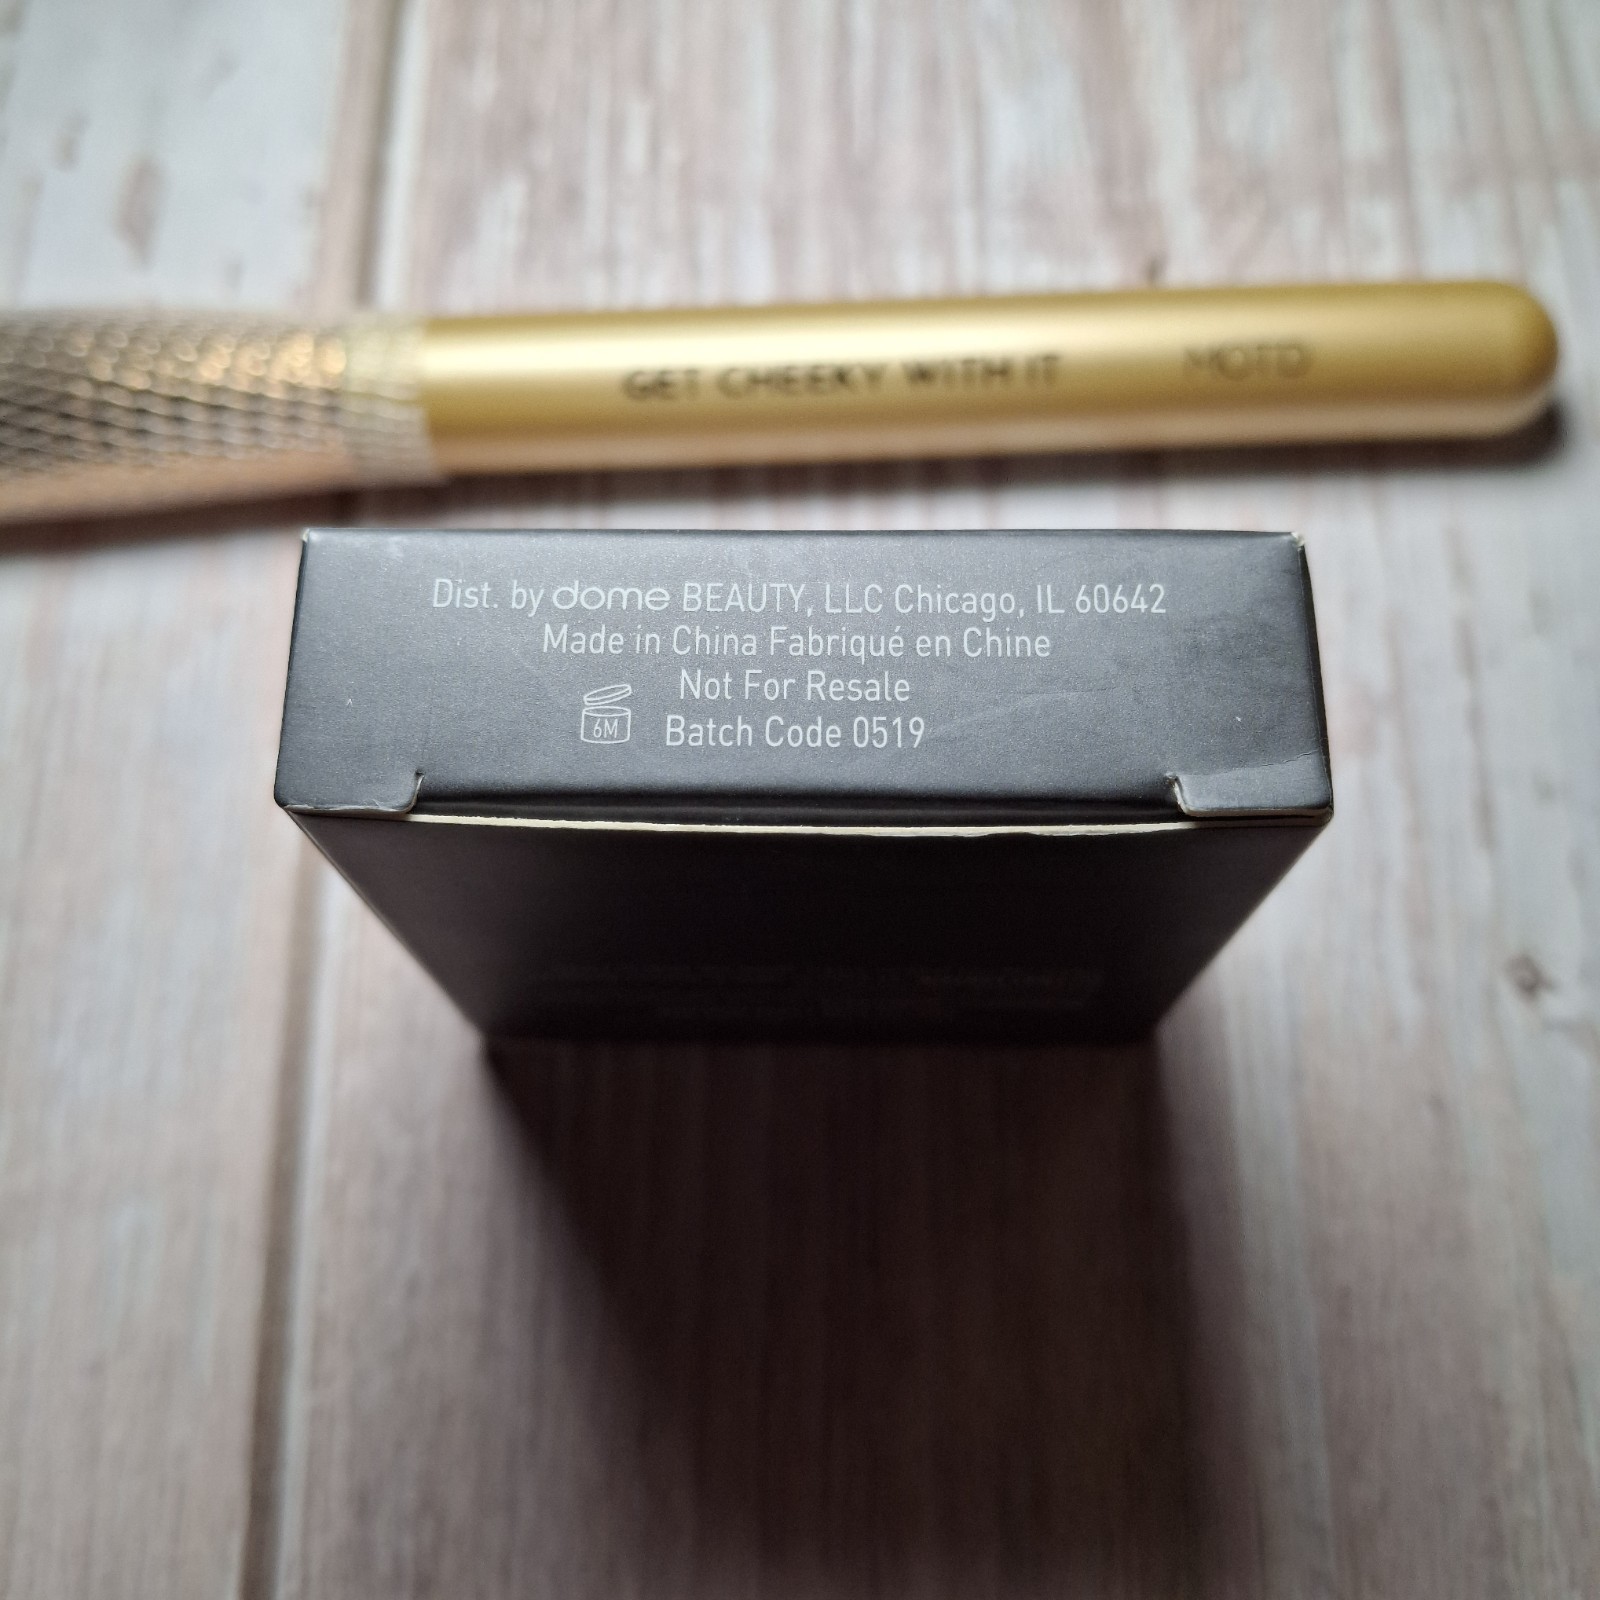 GET CHEEKY WITH IT MOTD
Dist. by dome BEAUTY, LLC Chicago, IL 60642
Made in China Fabriqué en Chine
Not For Resale
6M Batch Code 0519